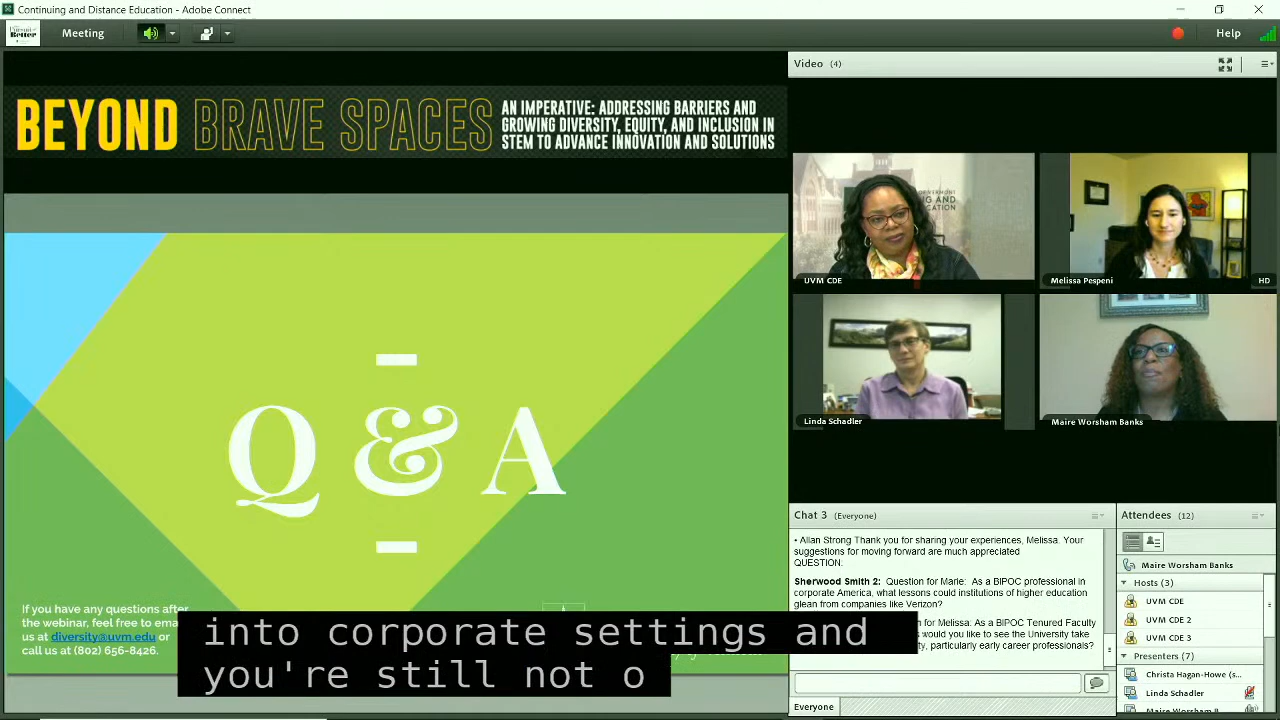 Continuing and Distance Education - Adobe Connect
Meeting
Help
BEYOND BRAVE SPACES
AN IMPERATIVE: ADDRESSING BARRIERS AND
GROWING DIVERSITY, EQUITY, AND INCLUSION IN
STEM TO ADVANCE INNOVATION AND SOLUTIONS
Q & A
If you have any questions after
the webinar, feel free to ema
us at diversity@uvm.edu or
call us at (802) 656-8426.
into corporate settings and
you're still not o
Video (4)
UVM CDE
Melissa Pespeni
HD
Linda Schadler
Maire Worsham Banks
Chat 3 (Everyone)
• Allan Strong Thank you for sharing your experiences, Melissa. Your
suggestions for moving forward are much appreciated
QUESTION:
Sherwood Smith 2: Question for Marie: As a BIPOC professional in
corporate America, what lessons could institutions of higher education
glean from companies like Verizon?
n for Melissa: As a BIPOC Tenured Faculty
s would you like to see the University take
ty, particularly early career professionals?
Everyone
Attendees (12)
Maire Worsham Banks
Hosts (3)
UVM CDE
UVM CDE 2
UVM CDE 3
Presenters (7)
Christa Hagan-Howe (s...
Linda Schadler
Maire Worsham B